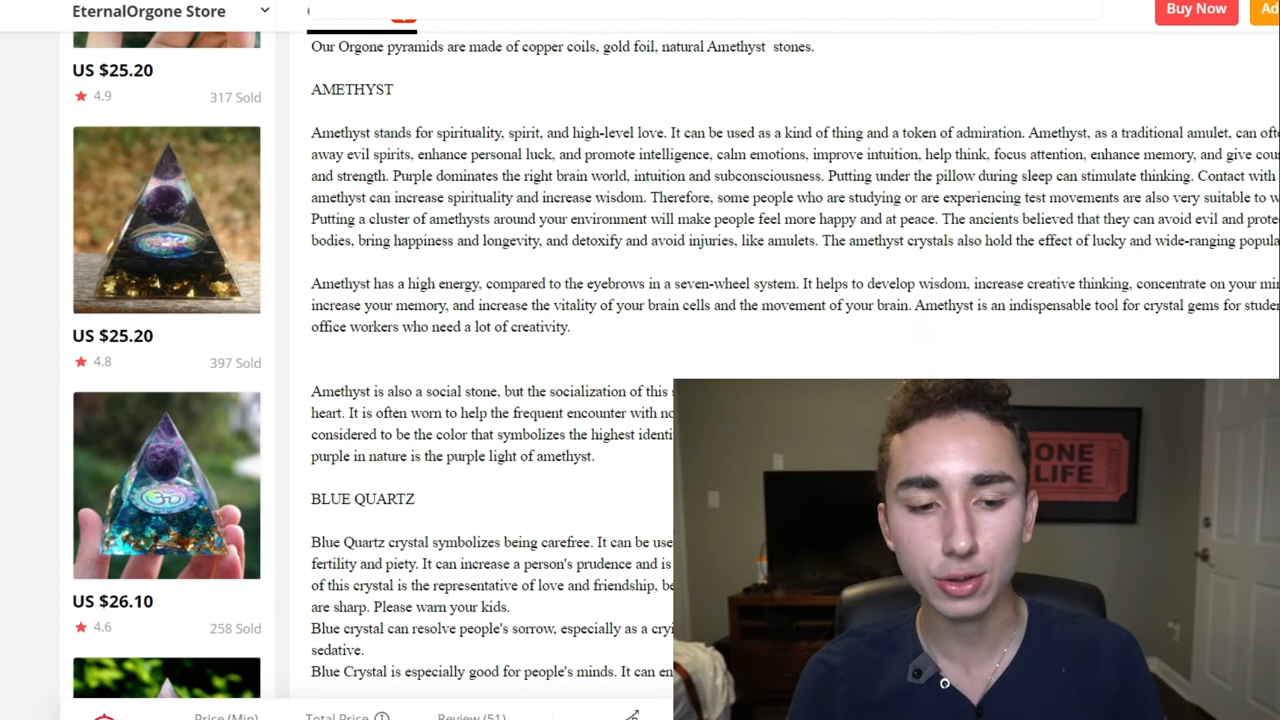 EternalOrgone Store
Buy Now
Ad
US $25.20
4.9
317 Sold
US $25.20
4.8
397 Sold
US $26.10
4.6
258 Sold
Our Orgone pyramids are made of copper coils, gold foil, natural Amethyst stones.
AMETHYST
Amethyst stands for spirituality, spirit, and high-level love. It can be used as a kind of thing and a token of admiration. Amethyst, as a traditional amulet, can oft
away evil spirits, enhance personal luck, and promote intelligence, calm emotions, improve intuition, help think, focus attention, enhance memory, and give cou
and strength. Purple dominates the right brain world, intuition and subconsciousness. Putting under the pillow during sleep can stimulate thinking. Contact with
amethyst can increase spirituality and increase wisdom. Therefore, some people who are studying or are experiencing test movements are also very suitable to w
Putting a cluster of amethysts around your environment will make people feel more happy and at peace. The ancients believed that they can avoid evil and prote
bodies, bring happiness and longevity, and detoxify and avoid injuries, like amulets. The amethyst crystals also hold the effect of lucky and wide-ranging popula
Amethyst has a high energy, compared to the eyebrows in a seven-wheel system. It helps to develop wisdom, increase creative thinking, concentrate on your min
increase your memory, and increase the vitality of your brain cells and the movement of your brain. Amethyst is an indispensable tool for crystal gems for stude
office workers who need a lot of creativity.
Amethyst is also a social stone, but the socialization of this
heart. It is often worn to help the frequent encounter with no
considered to be the color that symbolizes the highest identi
purple in nature is the purple light of amethyst.
BLUE QUARTZ
Blue Quartz crystal symbolizes being carefree. It can be use
fertility and piety. It can increase a person's prudence and is
of this crystal is the representative of love and friendship, be
are sharp. Please warn your kids.
Blue crystal can resolve people's sorrow, especially as a cryi
sedative.
Blue Crystal is especially good for people's minds. It can en
Price (Min)
Total Price
Review (51)
ONE
LIFE